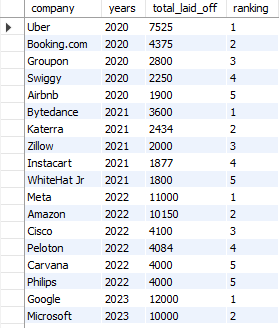 company years total_laid_off ranking
Uber 2020 7525 1
Booking.com 2020 4375 2
Groupon 2020 2800 3
Swiggy 2020 2250 4
Airbnb 2020 1900 5
Bytedance 2021 3600 1
Katerra 2021 2434 2
Zillow 2021 2000 3
Instacart 2021 1877 4
WhiteHat Jr 2021 1800 5
Meta 2022 11000 1
Amazon 2022 10150 2
Cisco 2022 4100 3
Peloton 2022 4084 4
Carvana 2022 4000 5
Philips 2022 4000 5
Google 2023 12000 1
Microsoft 2023 10000 2